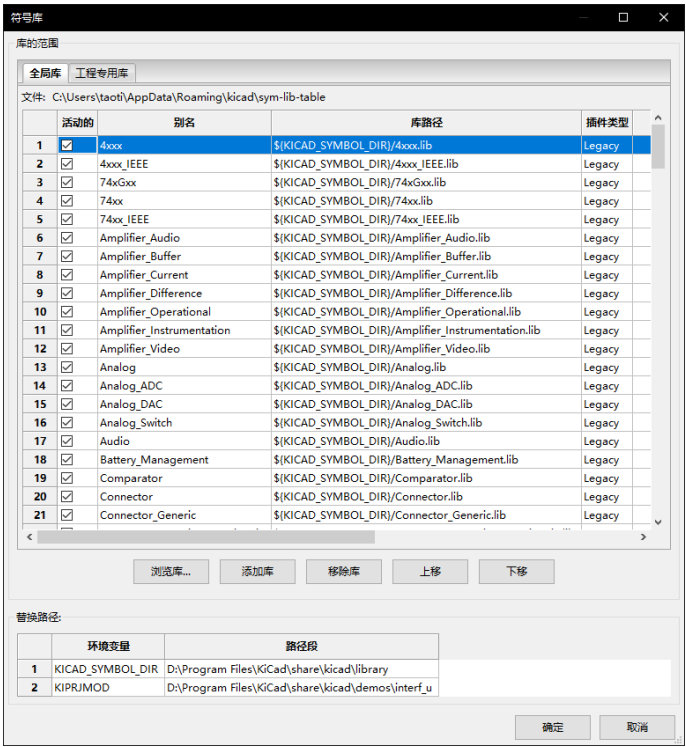 符号库
库的范围
全局库 工程专用库
文件: C:\Users\taoti\AppData\Roaming\kicad\sym-lib-table
活动的 别名 库路径 插件类型
1 4xxx ${KICAD_SYMBOL_DIR}/4xxx.lib Legacy
2 4xxx_IEEE ${KICAD_SYMBOL_DIR}/4xxx_IEEE.lib Legacy
3 74xGxx ${KICAD_SYMBOL_DIR}/74xGxx.lib Legacy
4 74xx ${KICAD_SYMBOL_DIR}/74xx.lib Legacy
5 74xx_IEEE ${KICAD_SYMBOL_DIR}/74xx_IEEE.lib Legacy
6 Amplifier_Audio ${KICAD_SYMBOL_DIR}/Amplifier_Audio.lib Legacy
7 Amplifier_Buffer ${KICAD_SYMBOL_DIR}/Amplifier_Buffer.lib Legacy
8 Amplifier_Current ${KICAD_SYMBOL_DIR}/Amplifier_Current.lib Legacy
9 Amplifier_Difference ${KICAD_SYMBOL_DIR}/Amplifier_Difference.lib Legacy
10 Amplifier_Operational ${KICAD_SYMBOL_DIR}/Amplifier_Operational.lib Legacy
11 Amplifier_Instrumentation ${KICAD_SYMBOL_DIR}/Amplifier_Instrumentation.lib Legacy
12 Amplifier_Video ${KICAD_SYMBOL_DIR}/Amplifier_Video.lib Legacy
13 Analog ${KICAD_SYMBOL_DIR}/Analog.lib Legacy
14 Analog_ADC ${KICAD_SYMBOL_DIR}/Analog_ADC.lib Legacy
15 Analog_DAC ${KICAD_SYMBOL_DIR}/Analog_DAC.lib Legacy
16 Analog_Switch ${KICAD_SYMBOL_DIR}/Analog_Switch.lib Legacy
17 Audio ${KICAD_SYMBOL_DIR}/Audio.lib Legacy
18 Battery_Management ${KICAD_SYMBOL_DIR}/Battery_Management.lib Legacy
19 Comparator ${KICAD_SYMBOL_DIR}/Comparator.lib Legacy
20 Connector ${KICAD_SYMBOL_DIR}/Connector.lib Legacy
21 Connector_Generic ${KICAD_SYMBOL_DIR}/Connector_Generic.lib Legacy
浏览库... 添加库 移除库 上移 下移
替换路径:
环境变量 路径段
1 KICAD_SYMBOL_DIR D:\Program Files\KiCad\share\kicad\library
2 KIPRJMOD D:\Program Files\KiCad\share\kicad\demos\interf_u
确定 取消